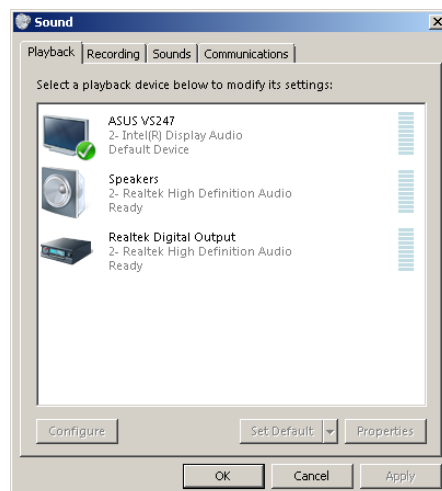 Sound
Playback Recording Sounds Communications
Select a playback device below to modify its settings:
ASUS VS247
2- Intel(R) Display Audio
Default Device
Speakers
2- Realtek High Definition Audio
Ready
Realtek Digital Output
2- Realtek High Definition Audio
Ready
Configure Set Default Properties
OK Cancel Apply